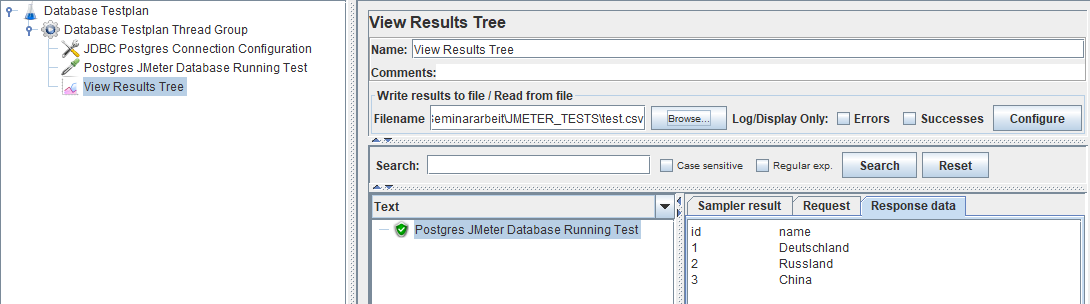 Database Testplan
Database Testplan Thread Group
JDBC Postgres Connection Configuration
Postgres JMeter Database Running Test
View Results Tree
View Results Tree
Name: View Results Tree
Comments:
Write results to file / Read from file
Filename seminararbeit\JMETER_TESTS\test.csv Browse... Log/Display Only: Errors Successes Configure
Search: Case sensitive Regular exp. Search Reset
Text
Postgres JMeter Database Running Test
Sampler result Request Response data
id name
1 Deutschland
2 Russland
3 China